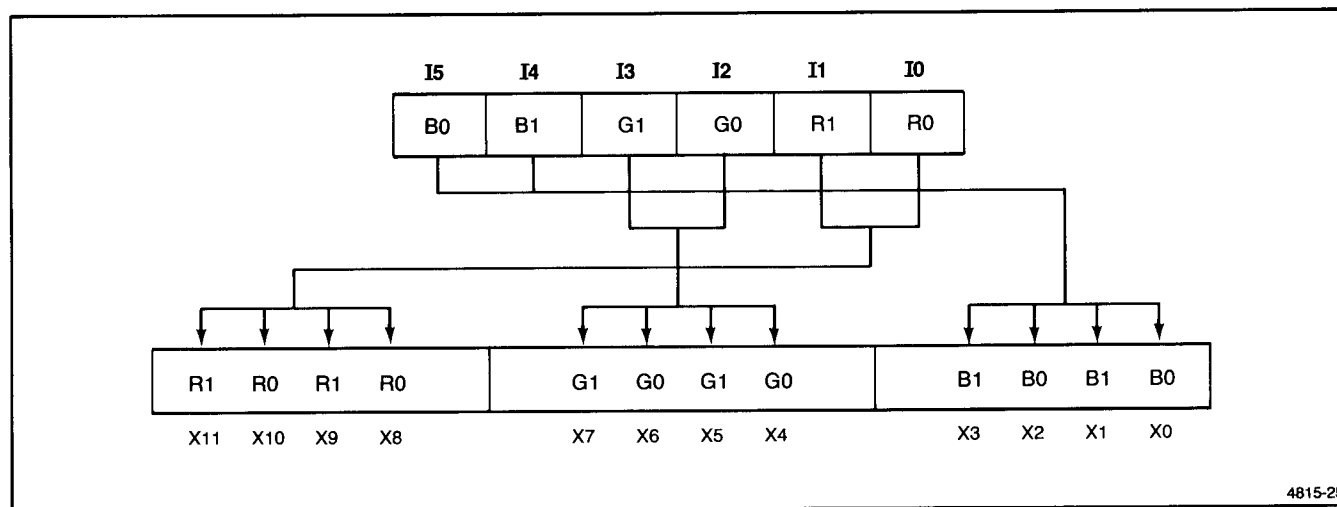 I5 I4 I3 I2 I1 I0
B0 B1 G1 G0 R1 R0
R1 R0 R1 R0 G1 G0 G1 G0 B1 B0 B1 B0
X11 X10 X9 X8 X7 X6 X5 X4 X3 X2 X1 X0